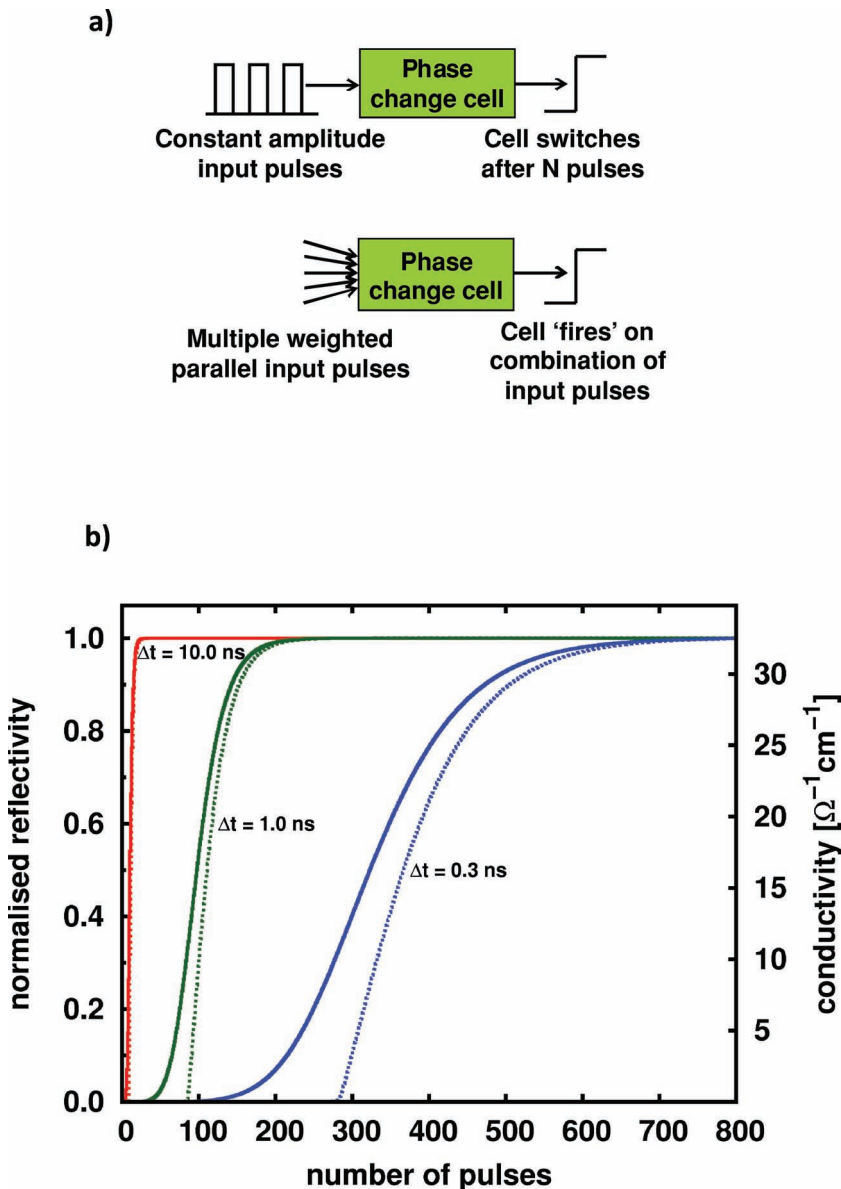 a)
Phase
change cell
Constant amplitude
input pulses
Cell switches
after N pulses
Phase
change cell
Multiple weighted
parallel input pulses
Cell ‘fires’ on
combination of
input pulses
b)
normalised reflectivity
1.0
0.8
0.6
0.4
0.2
0.0
Δt = 10.0 ns
Δt = 1.0 ns
Δt = 0.3 ns
30
25
20
15
10
5
conductivity [Ω⁻¹cm⁻¹]
0 100 200 300 400 500 600 700 800
number of pulses